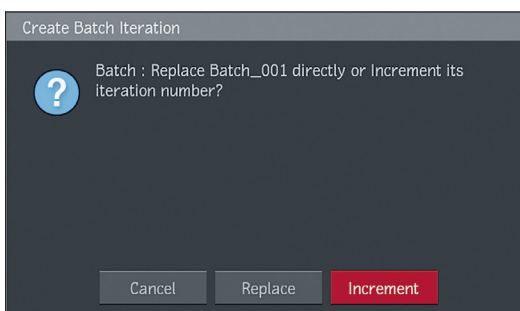 Create Batch Iteration
Batch : Replace Batch_001 directly or Increment its
iteration number?
?
Cancel Replace Increment